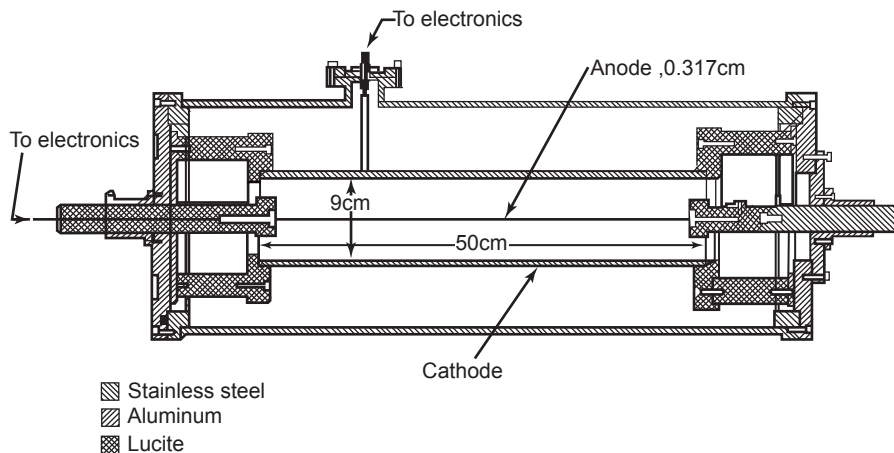 To electronics
Anode ,0.317cm
To electronics
9cm
50cm
Cathode
Stainless steel
Aluminum
Lucite